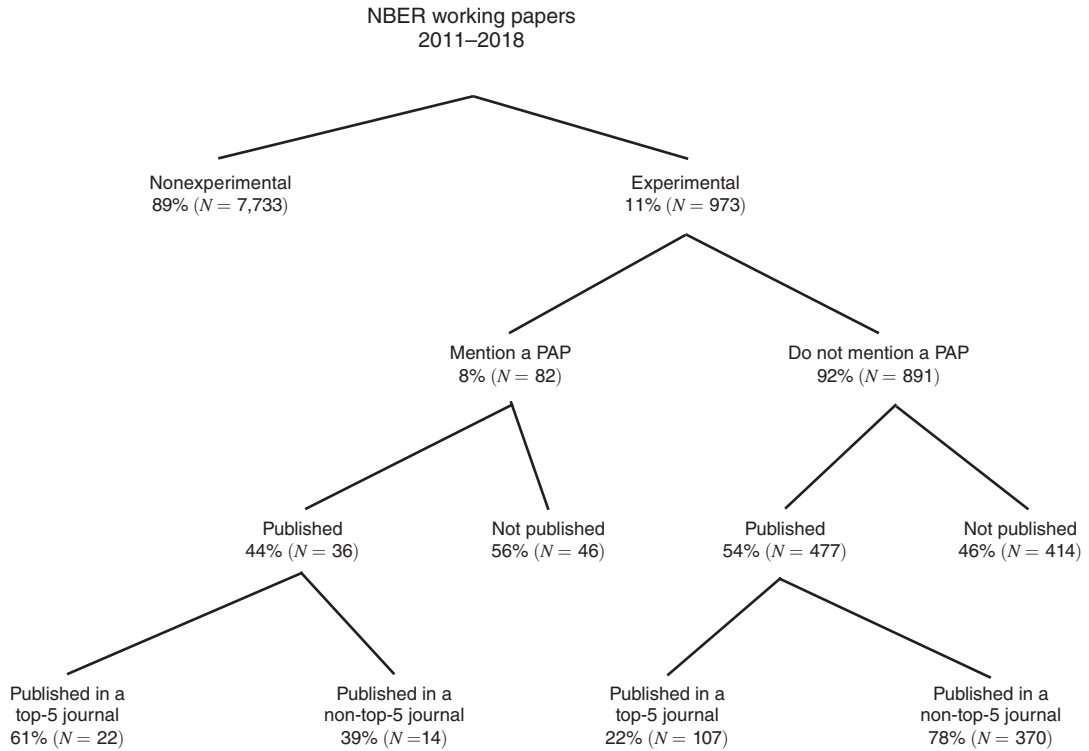 NBER working papers
2011–2018
Nonexperimental
89% (N = 7,733)
Experimental
11% (N = 973)
Mention a PAP
8% (N = 82)
Do not mention a PAP
92% (N = 891)
Published
44% (N = 36)
Not published
56% (N = 46)
Published
54% (N = 477)
Not published
46% (N = 414)
Published in a
top-5 journal
61% (N = 22)
Published in a
non-top-5 journal
39% (N =14)
Published in a
top-5 journal
22% (N = 107)
Published in a
non-top-5 journal
78% (N = 370)